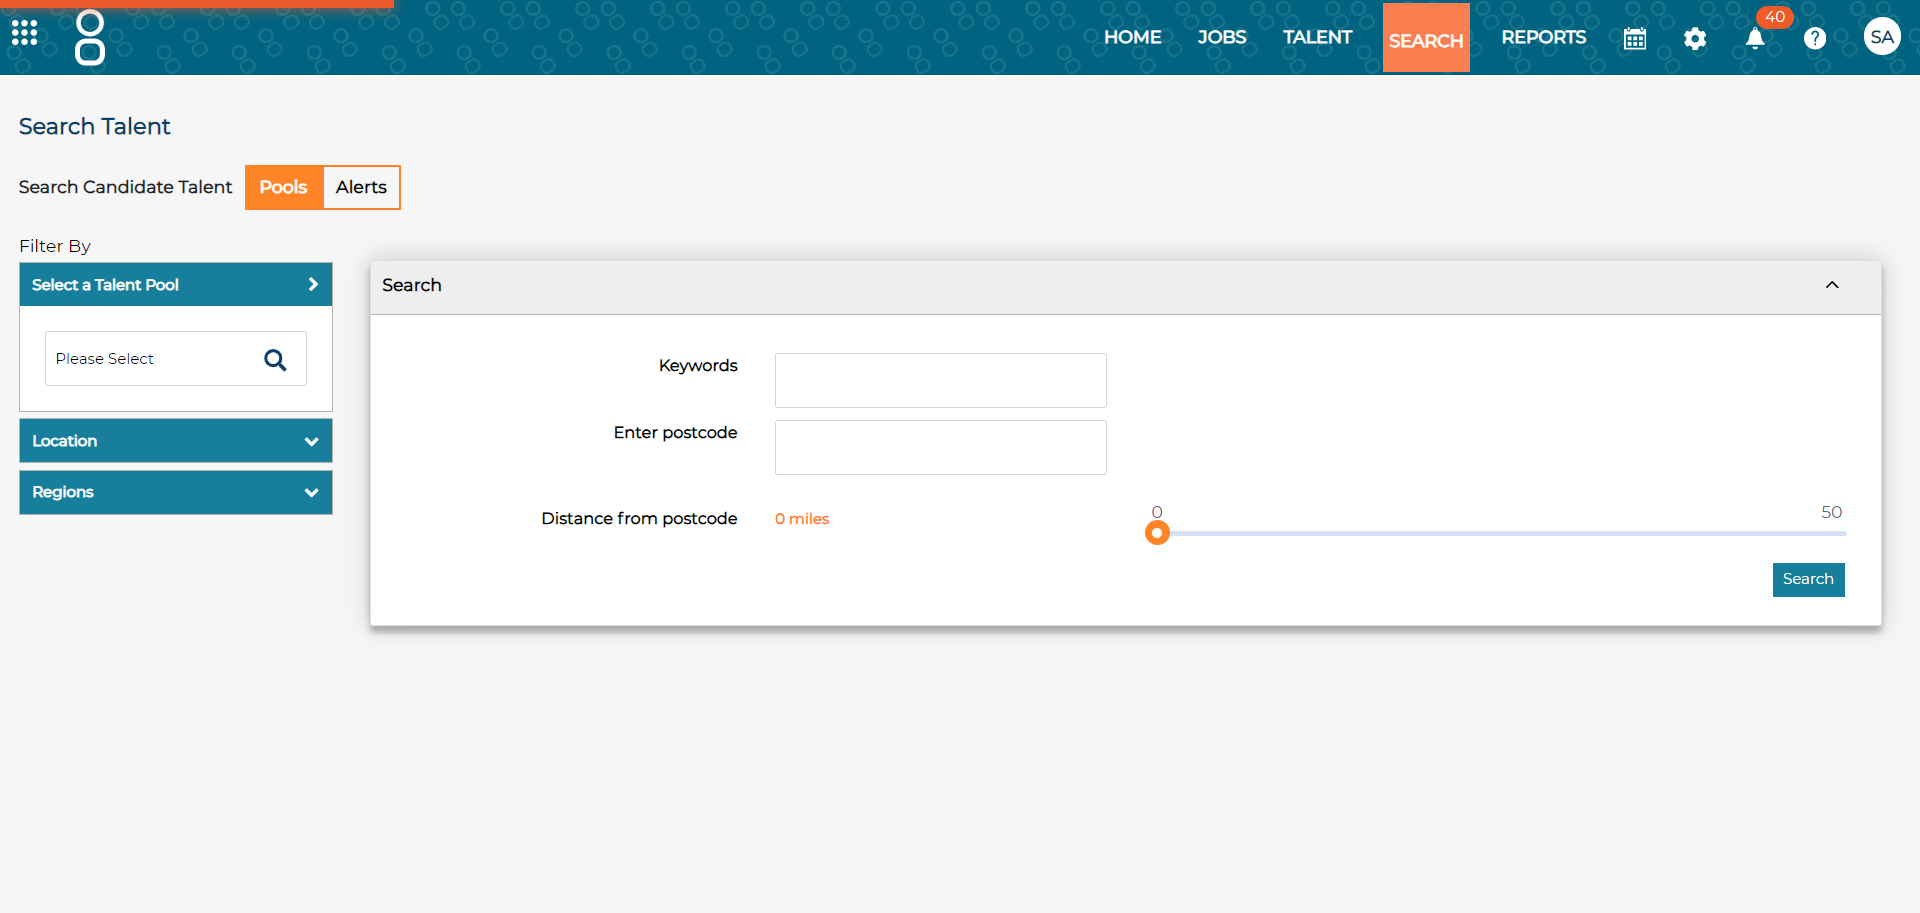 HOME JOBS TALENT SEARCH REPORTS 40 ? SA
Search Talent
Search Candidate Talent Pools Alerts
Filter By
Select a Talent Pool
Please Select
Location
Regions
Search
Keywords
Enter postcode
Distance from postcode 0 miles 0 50
Search